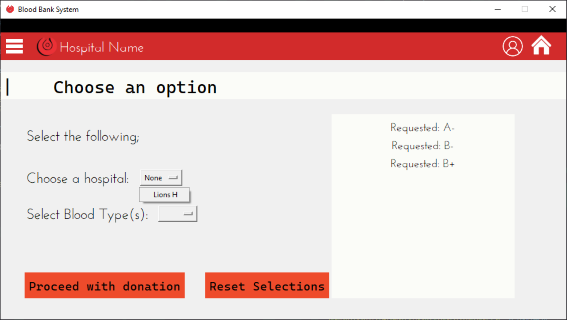 Blood Bank System
Hospital Name
Choose an option
Select the following;
Choose a hospital: None
Lions H
Select Blood Type(s):
Requested: A-
Requested: B-
Requested: B+
Proceed with donation
Reset Selections